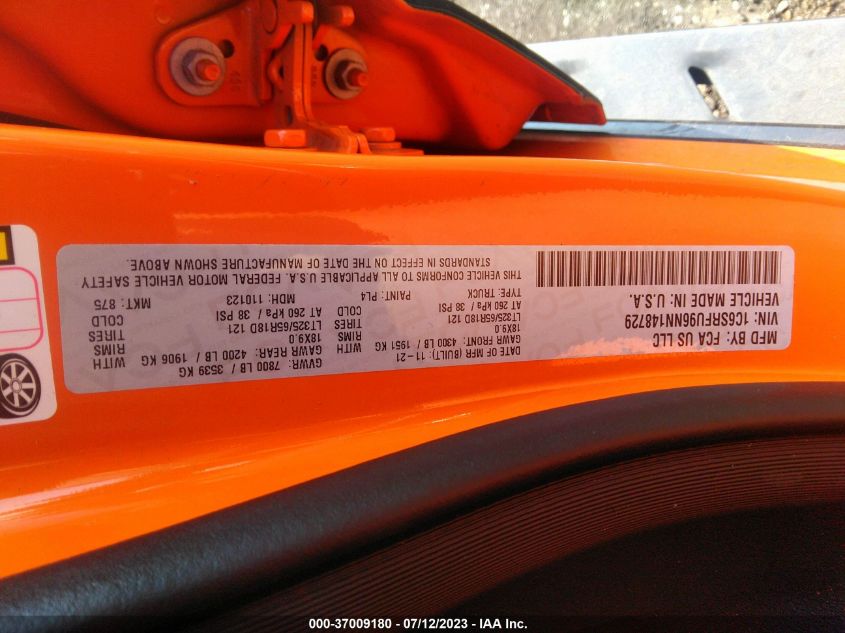 MFD BY: FCA US LLC
VIN: 1C6SRFU96NN148729
VEHICLE MADE IN U.S.A.
DATE OF MFR (BUILT): 11-21
GAWR FRONT: 4300 LB / 1951 KG
18X9.0 WITH RIMS
LT325/65R18D 121 TIRES
AT 260 kPa / 38 PSI COLD
TYPE: TRUCK PAINT: PL4
GVWR: 7800 LB / 3539 KG
GAWR REAR: 4200 LB / 1906 KG WITH
18X9.0 RIMS
LT325/65R18D 121 TIRES
AT 260 kPa / 38 PSI COLD
MDH: 110123 MKT: 875
THIS VEHICLE CONFORMS TO ALL APPLICABLE U.S.A. FEDERAL MOTOR VEHICLE SAFETY
STANDARDS IN EFFECT ON THE DATE OF MANUFACTURE SHOWN ABOVE.
000-37009180 - 07/12/2023 - IAA Inc.